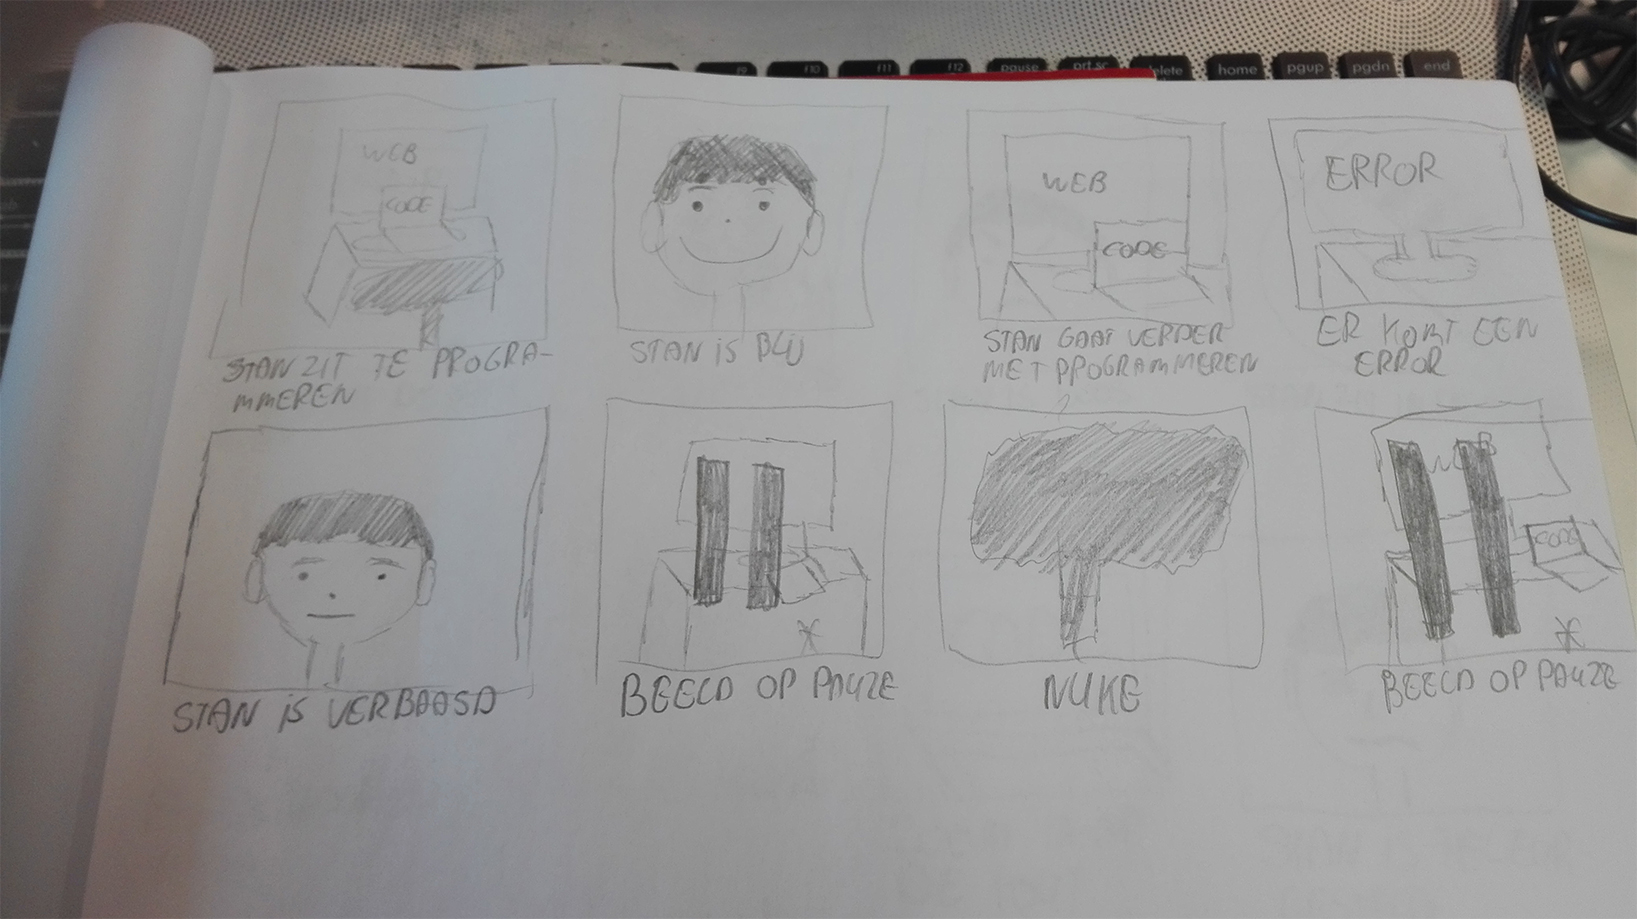 f9 f10 f11 f12 pause prt sc delete home pgup pgdn end
WEB
CODE
STAN ZIT TE PROGRA-
MMEREN
STAN iS BLIJ
WEB
CODE
STAN GAAT VERDER
MET PROGRAMMEREN
ERROR
ER KOMT EEN
ERROR
STAN iS VERBAASD
BEELD OP PAUZE
NUKE
WEB
CODE
BEELD OP PAUZE